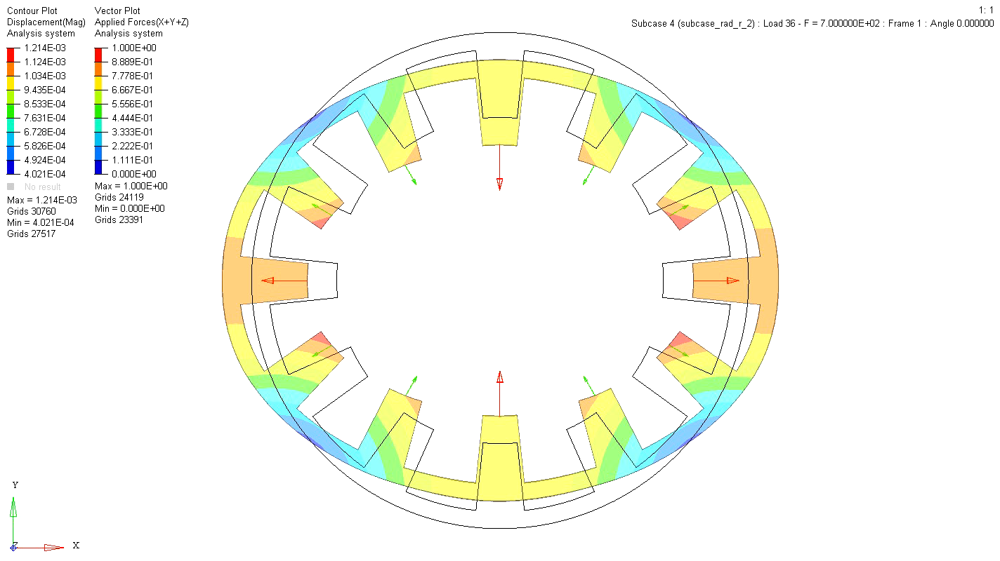 Contour Plot
Displacement(Mag)
Analysis system
1.214E-03
1.124E-03
1.034E-03
9.435E-04
8.533E-04
7.631E-04
6.728E-04
5.826E-04
4.924E-04
4.021E-04
No result
Max = 1.214E-03
Grids 30760
Min = 4.021E-04
Grids 27517
Vector Plot
Applied Forces(X+Y+Z)
Analysis system
1.000E+00
8.889E-01
7.778E-01
6.667E-01
5.556E-01
4.444E-01
3.333E-01
2.222E-01
1.111E-01
0.000E+00
Max = 1.000E+00
Grids 24119
Min = 0.000E+00
Grids 23391
1: 1
Subcase 4 (subcase_rad_r_2) : Load 36 - F = 7.000000E+02 : Frame 1 : Angle 0.000000
Y
Z
X